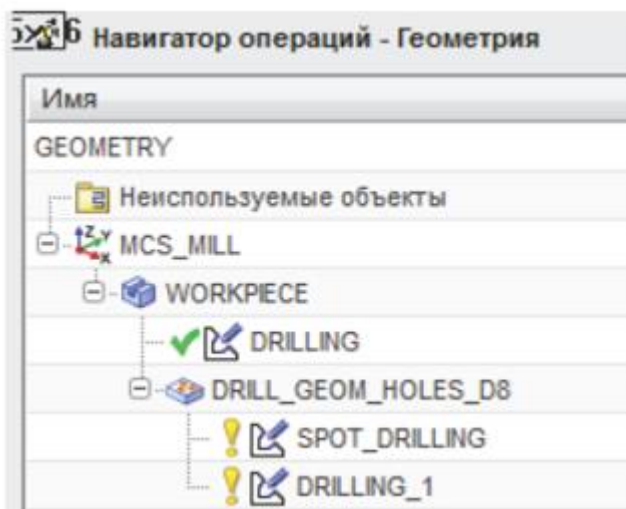 Навигатор операций - Геометрия
Имя
GEOMETRY
Неиспользуемые объекты
MCS_MILL
WORKPIECE
DRILLING
DRILL_GEOM_HOLES_D8
SPOT_DRILLING
DRILLING_1